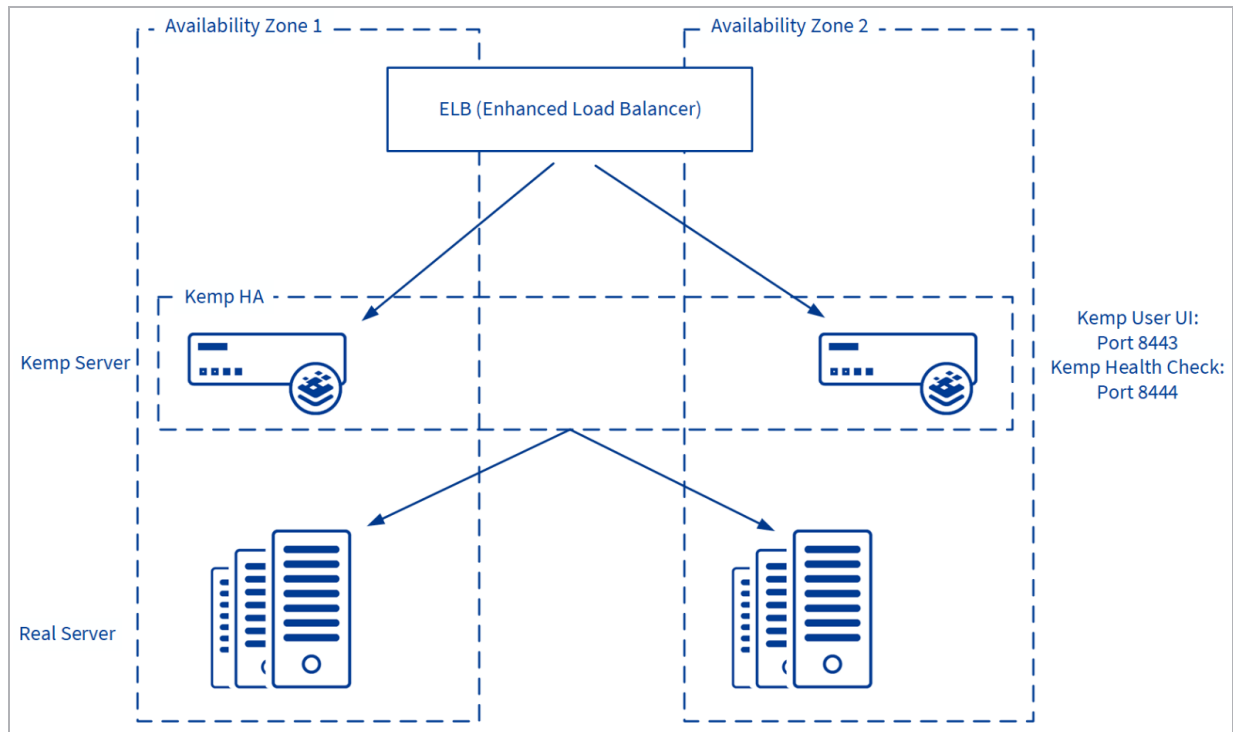 Availability Zone 1
Availability Zone 2
ELB (Enhanced Load Balancer)
Kemp HA
Kemp Server
Kemp User UI:
Port 8443
Kemp Health Check:
Port 8444
Real Server